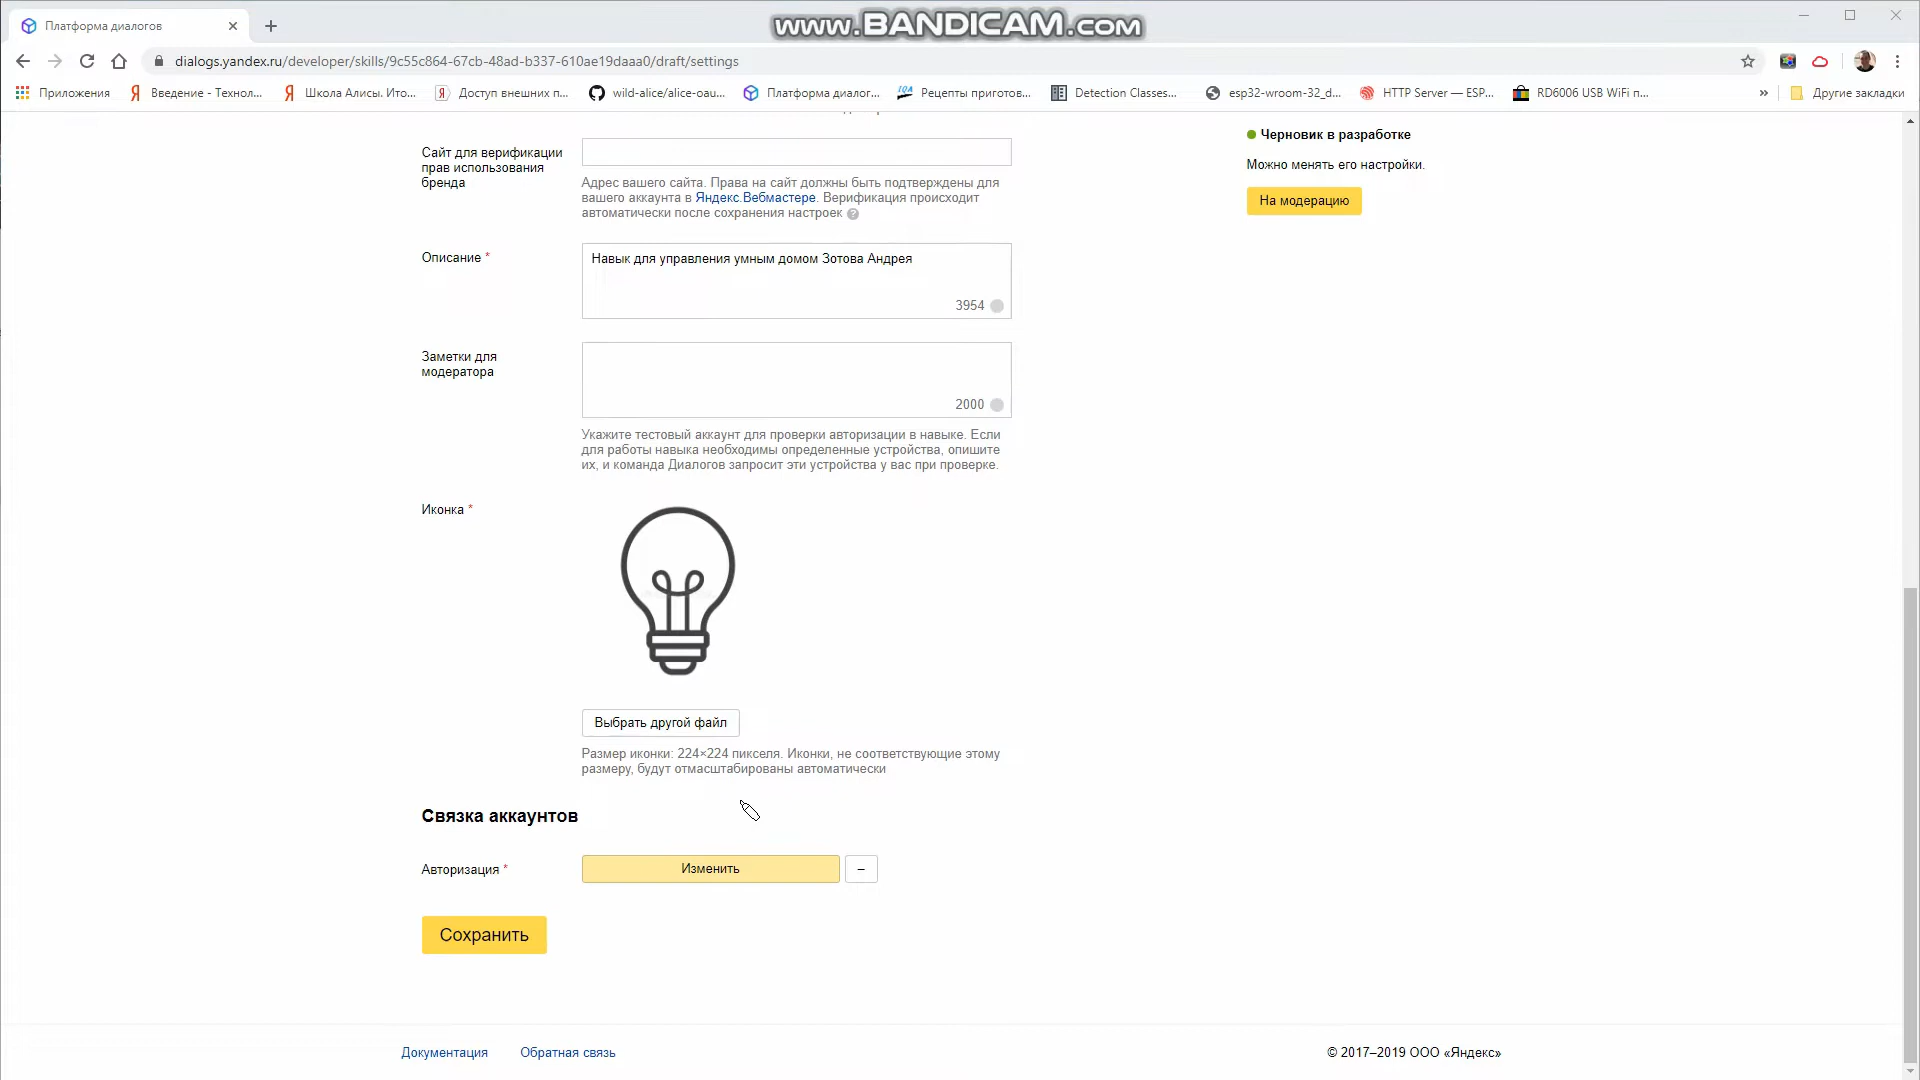 Платформа диалогов
www.BANDICAM.com
dialogs.yandex.ru/developer/skills/9c55c864-67cb-48ad-b337-610ae19daaa0/draft/settings
Приложения
Введение - Технол...
Школа Алисы. Ито...
Доступ внешних п...
wild-alice/alice-oau...
Платформа диалог...
Рецепты приготов...
Detection Classes...
esp32-wroom-32_d...
HTTP Server — ESP...
RD6006 USB WiFi п...
»
Другие закладки
Сайт для верификации
прав использования
бренда
Адрес вашего сайта. Права на сайт должны быть подтверждены для
вашего аккаунта в Яндекс.Вебмастере. Верификация происходит
автоматически после сохранения настроек ?
Черновик в разработке
Можно менять его настройки.
На модерацию
Описание *
Навык для управления умным домом Зотова Андрея
3954
Заметки для
модератора
2000
Укажите тестовый аккаунт для проверки авторизации в навыке. Если
для работы навыка необходимы определенные устройства, опишите
их, и команда Диалогов запросит эти устройства у вас при проверке.
Иконка *
Выбрать другой файл
Размер иконки: 224×224 пикселя. Иконки, не соответствующие этому
размеру, будут отмасштабированы автоматически
Связка аккаунтов
Авторизация *
Изменить
–
Сохранить
Документация
Обратная связь
© 2017–2019 ООО «Яндекс»